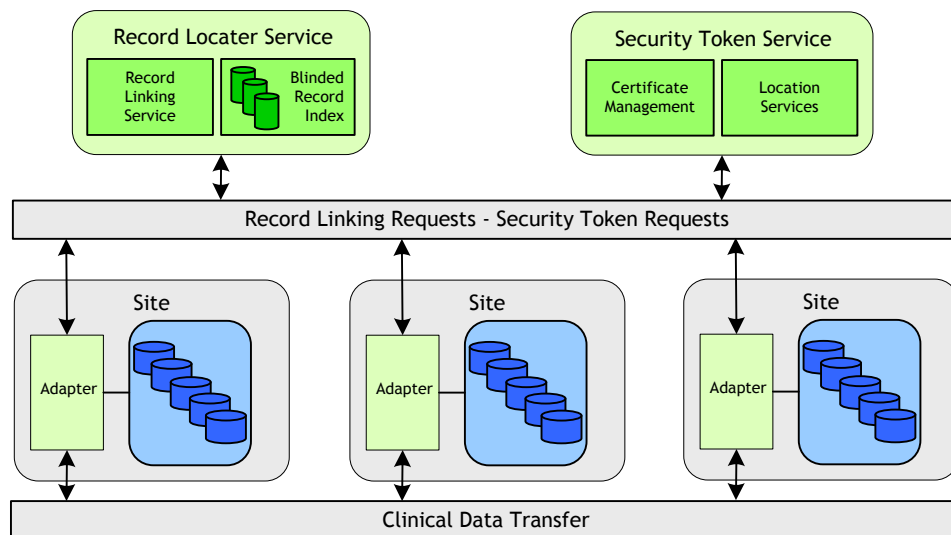 Record Locater Service
Record
Linking
Service
Blinded
Record
Index
Security Token Service
Certificate
Management
Location
Services
Record Linking Requests - Security Token Requests
Site
Adapter
Site
Adapter
Site
Adapter
Clinical Data Transfer